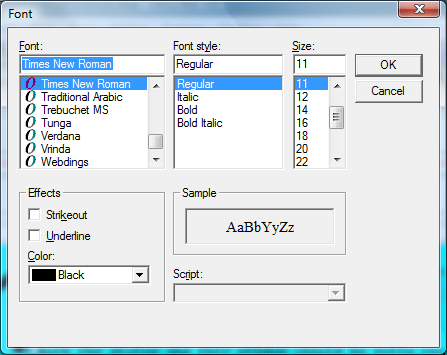 Font
Font: Font style: Size:
Times New Roman Regular 11 OK
Times New Roman Regular 11 Cancel
Traditional Arabic Italic 12
Trebuchet MS Bold 14
Tunga Bold Italic 16
Verdana 18
Vrinda 20
Webdings 22
Effects Sample
Strikeout
Underline AaBbYyZz
Color:
Black
Script: